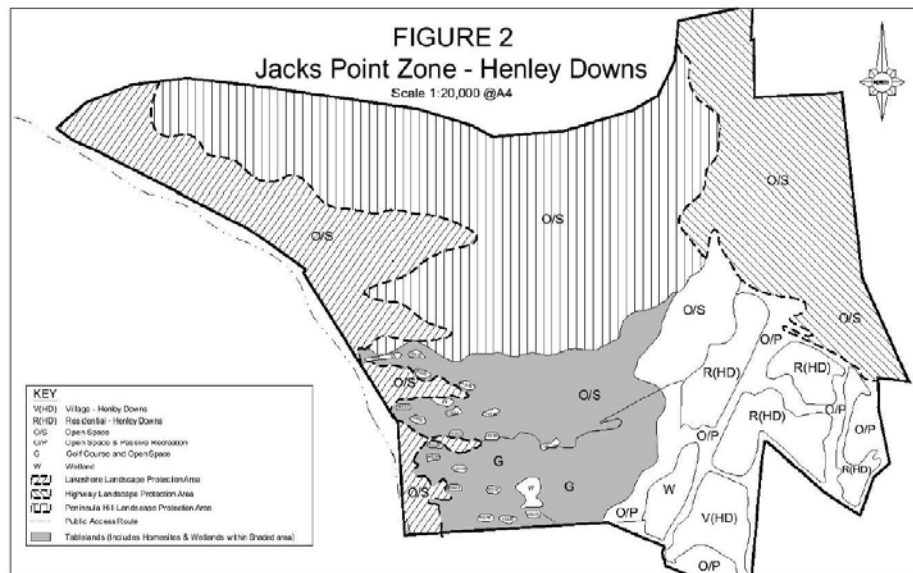 FIGURE 2
Jacks Point Zone - Henley Downs
Scale 1:20,000 @A4
O/S
O/S
O/S
O/S
O/S
O/P
R(HD)
R(HD)
O/S
O/S
R(HD)
O/P
O/P
O/P
R(HD)
G
G
W
W
O/S
O/P
V(HD)
O/P
KEY
V(HD) Village - Henley Downs
R(HD) Residential - Henley Downs
O/S Open Space
O/P Open Space & Passive Recreation
G Golf Course and Open Space
W Wetland
Lakeshore Landscape Protection Area
Highway Landscape Protection Area
Peninsula Hill Landscape Protection Area
Public Access Route
Tablelands (Includes Homesites & Wetlands within Shaded area)